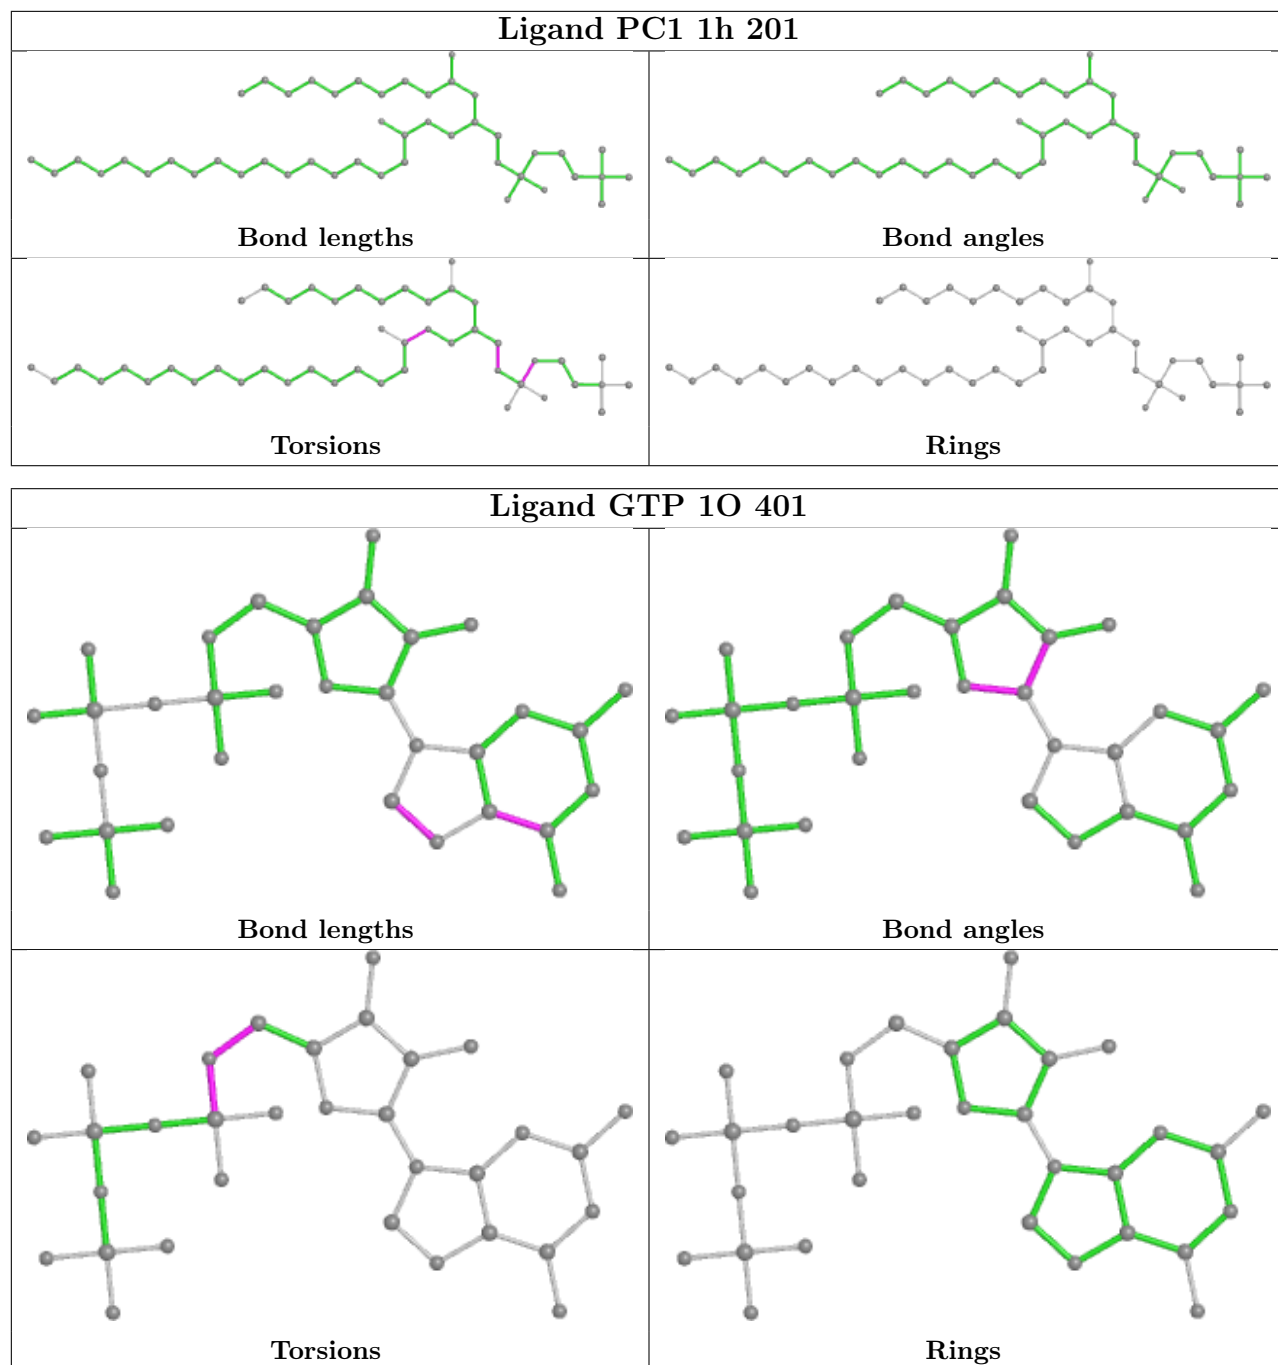 Ligand PC1 1h 201
Bond lengths
Bond angles
Torsions
Rings
Ligand GTP 1O 401
Bond lengths
Bond angles
Torsions
Rings